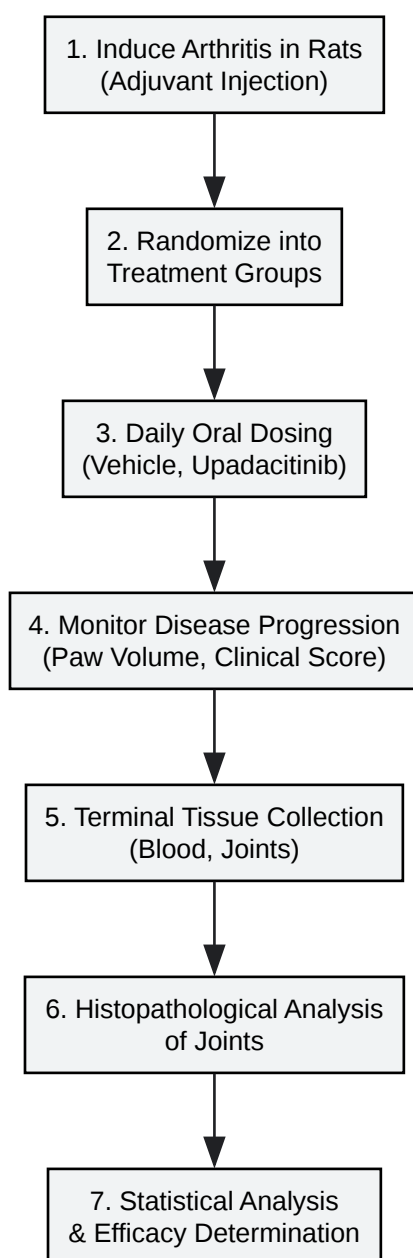 1. Induce Arthritis in Rats
(Adjuvant Injection)
2. Randomize into
Treatment Groups
3. Daily Oral Dosing
(Vehicle, Upadacitinib)
4. Monitor Disease Progression
(Paw Volume, Clinical Score)
5. Terminal Tissue Collection
(Blood, Joints)
6. Histopathological Analysis
of Joints
7. Statistical Analysis
& Efficacy Determination